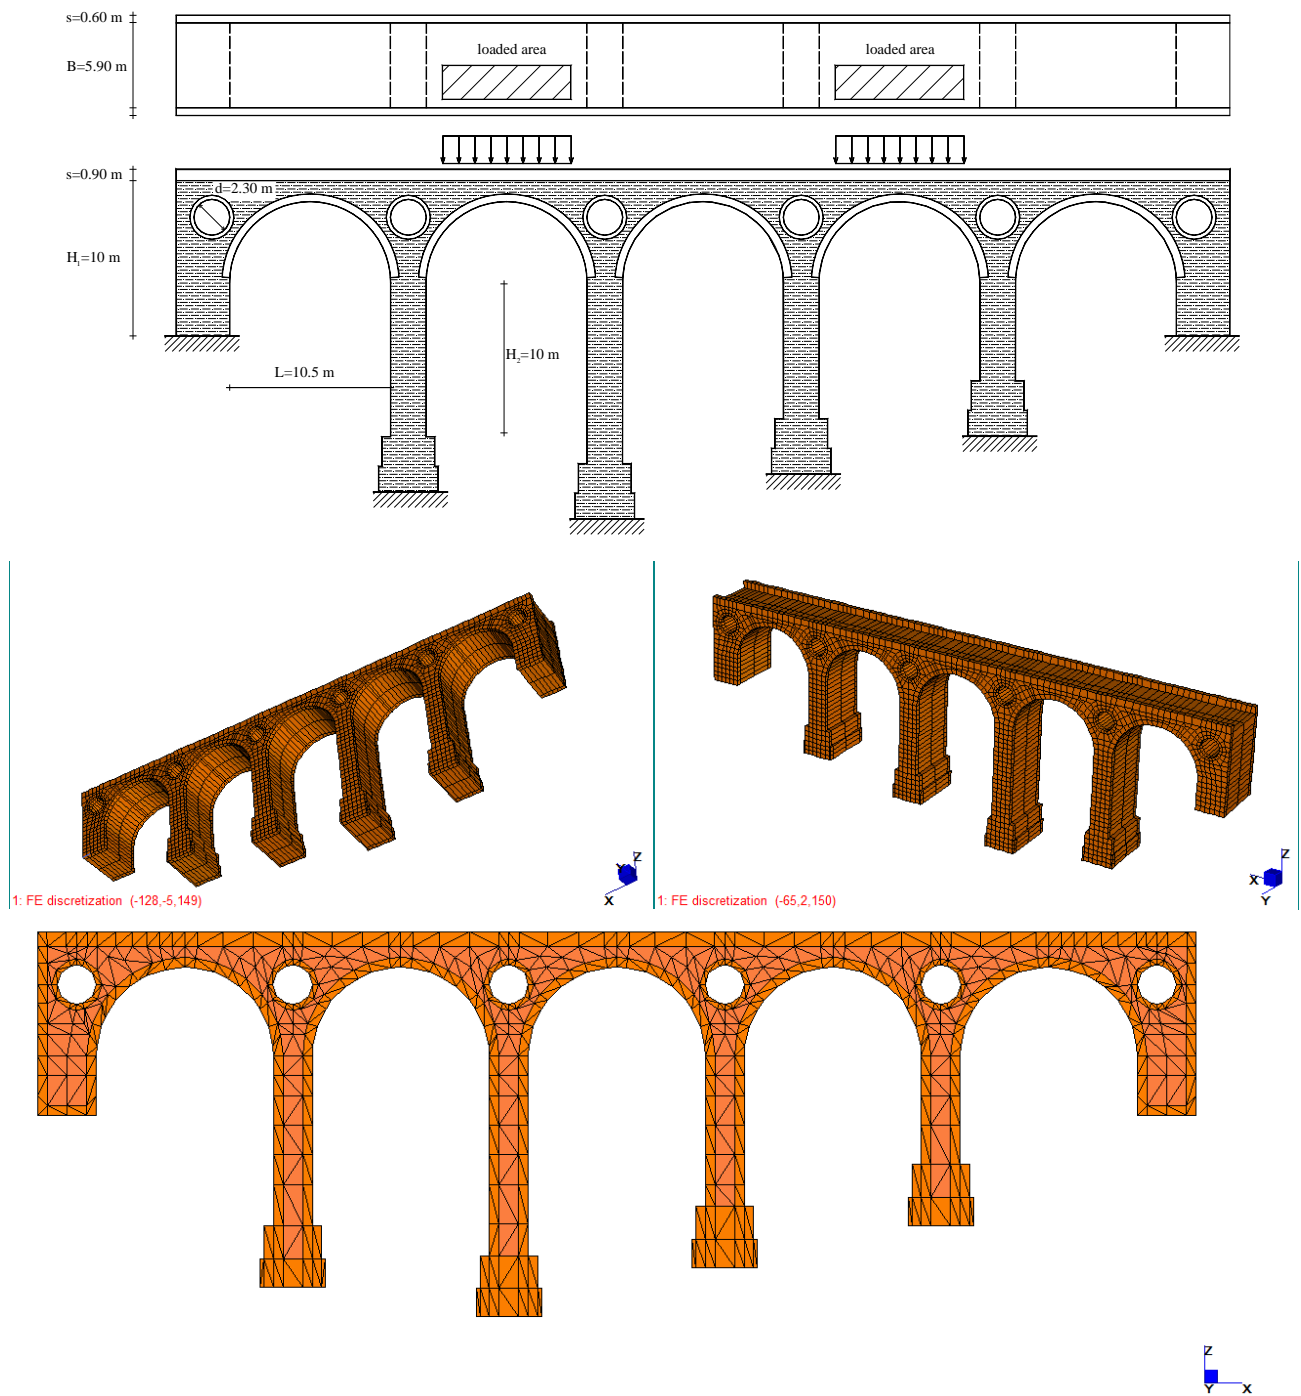 s=0.60 m
B=5.90 m
loaded area
loaded area
s=0.90 m
d=2.30 m
H₁=10 m
H₂=10 m
L=10.5 m
Z
Y
X
1: FE discretization (-128,-5,149)
Z
X
Y
1: FE discretization (-65,2,150)
Z
Y
X